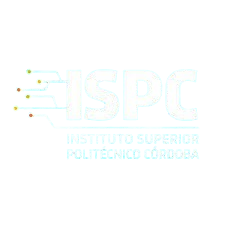 ISPC
INSTITUTO SUPERIOR
POLITÉCNICO CÓRDOBA